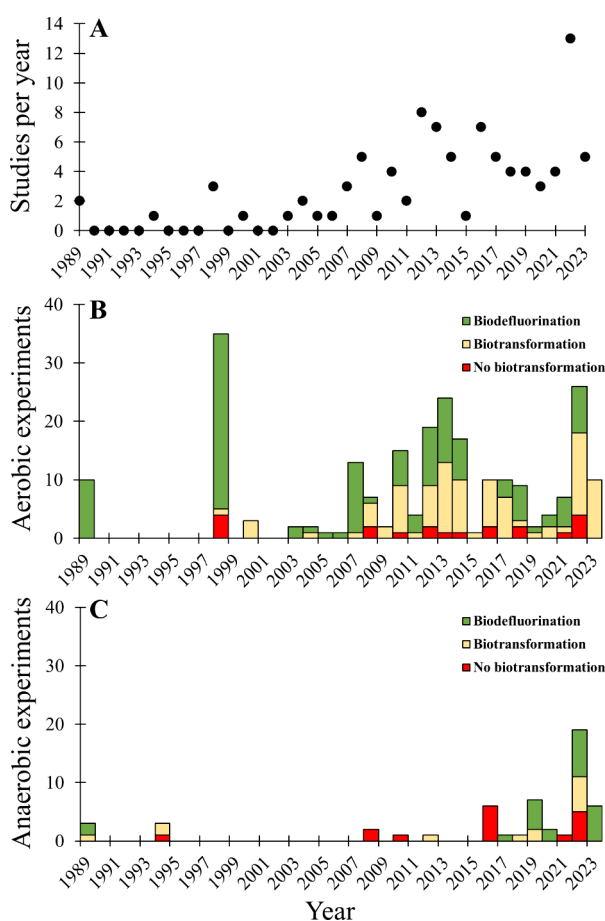 A
Studies per year
14
12
10
8
6
4
2
0
1989 1991 1993 1995 1997 1999 2001 2003 2005 2007 2009 2011 2013 2015 2017 2019 2021 2023
B
Aerobic experiments
40
30
20
10
0
Biodefluorination
Biotransformation
No biotransformation
1989 1991 1993 1995 1997 1999 2001 2003 2005 2007 2009 2011 2013 2015 2017 2019 2021 2023
C
Anaerobic experiments
40
30
20
10
0
Biodefluorination
Biotransformation
No biotransformation
1989 1991 1993 1995 1997 1999 2001 2003 2005 2007 2009 2011 2013 2015 2017 2019 2021 2023
Year